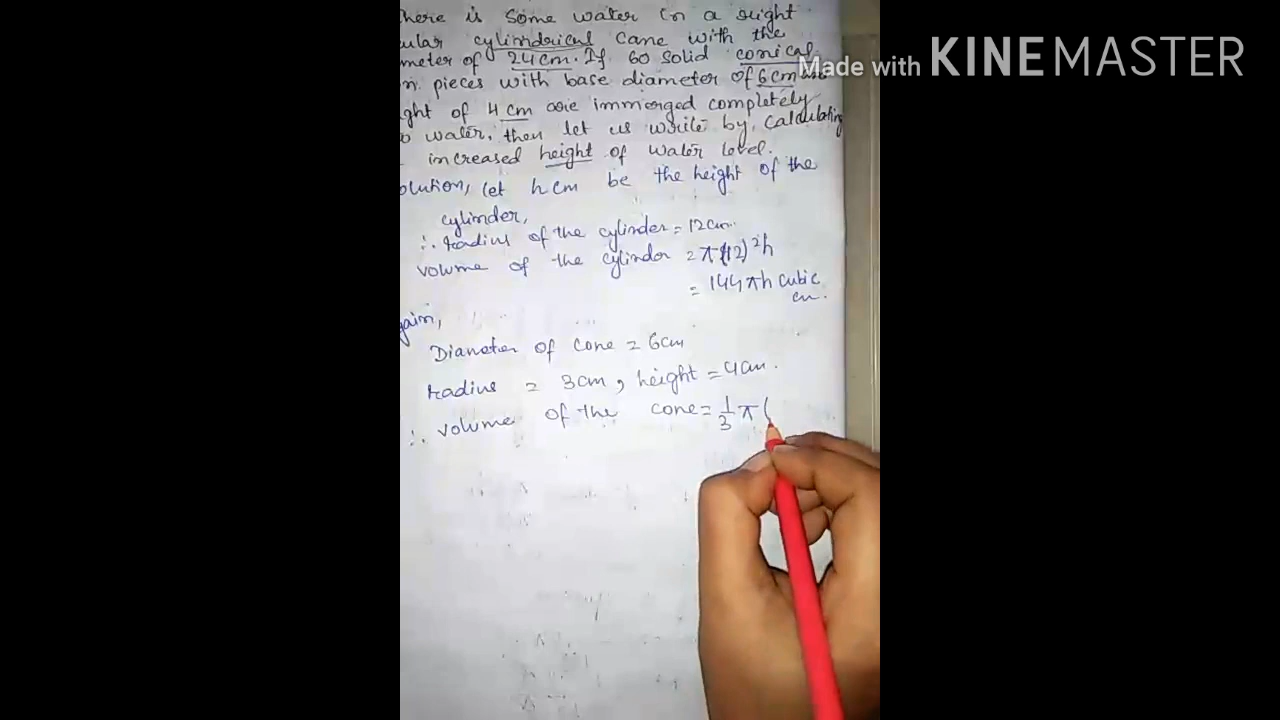 Made with KINEMASTER
here is some water in a right
ular cylindrical cane with the
meter of 24cm. If 60 solid conical
pieces with base diameter of 6cm
ght of 4 cm are immerged completely
water, then let us write by calculating
increased height of water level.
olution, let h cm be the height of the
cylinder,
∴ radius of the cylinder = 12cm.
volume of the cylinder = π(12)²h
= 144πh cubic
cm.
gain,
Diameter of cone = 6cm
radius = 3cm, height = 4cm.
∴ volume of the cone = 1/3 π (